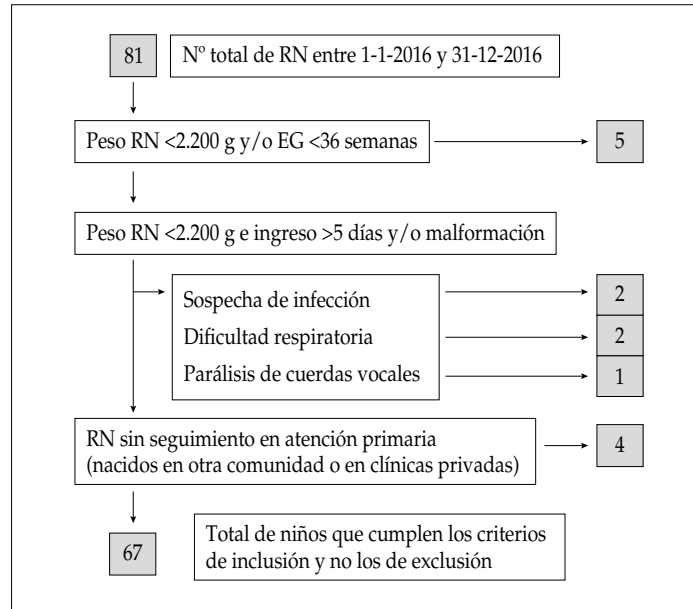 81
Nº total de RN entre 1-1-2016 y 31-12-2016
Peso RN <2.200 g y/o EG <36 semanas
5
Peso RN <2.200 g e ingreso >5 días y/o malformación
Sospecha de infección
2
Dificultad respiratoria
2
Parálisis de cuerdas vocales
1
RN sin seguimiento en atención primaria
(nacidos en otra comunidad o en clínicas privadas)
4
67
Total de niños que cumplen los criterios
de inclusión y no los de exclusión